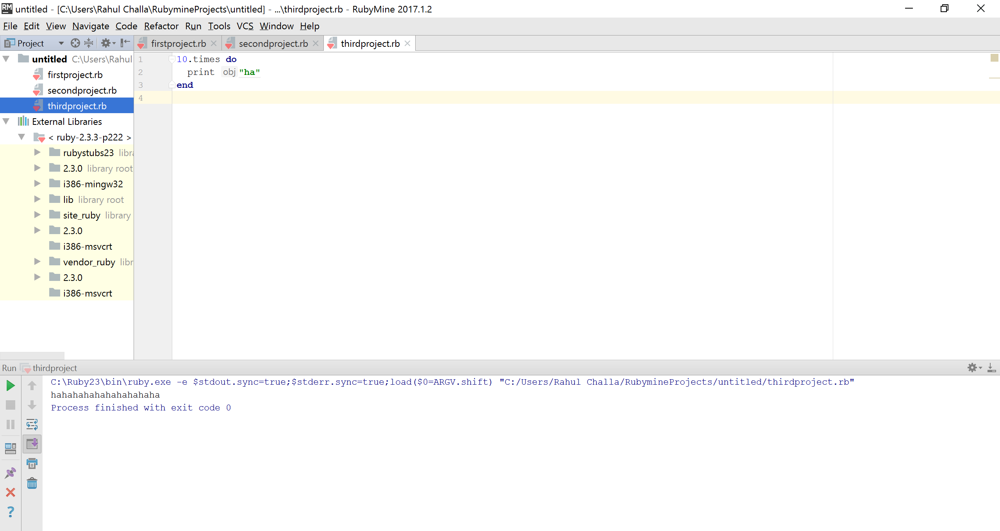 RM untitled - [C:\Users\Rahul Challa\RubymineProjects\untitled] - ...\thirdproject.rb - RubyMine 2017.1.2
File Edit View Navigate Code Refactor Run Tools VCS Window Help
Project
firstproject.rb secondproject.rb thirdproject.rb
untitled C:\Users\Rahul
firstproject.rb
secondproject.rb
thirdproject.rb
External Libraries
< ruby-2.3.3-p222 >
rubystubs23 libra
2.3.0 library root
i386-mingw32
lib library root
site_ruby library
2.3.0
i386-msvcrt
vendor_ruby libr
2.3.0
i386-msvcrt
1 10.times do
2 print obj "ha"
3 end
4
Run thirdproject
C:\Ruby23\bin\ruby.exe -e $stdout.sync=true;$stderr.sync=true;load($0=ARGV.shift) "C:/Users/Rahul Challa/RubymineProjects/untitled/thirdproject.rb"
hahahahahahahahahaha
Process finished with exit code 0